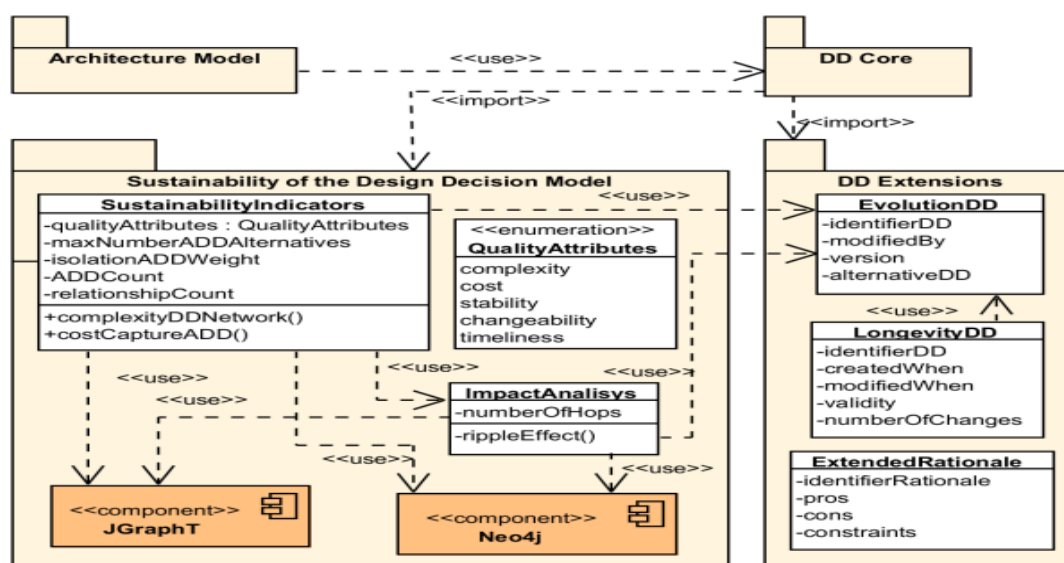 Architecture Model
<<use>>
DD Core
<<import>>
<<import>>
Sustainability of the Design Decision Model
SustainabilityIndicators
-qualityAttributes : QualityAttributes
-maxNumberADDAlternatives
-isolationADDWeight
-ADDCount
-relationshipCount
+complexityDDNetwork()
+costCaptureADD()
<<use>>
<<enumeration>>
QualityAttributes
complexity
cost
stability
changeability
timeliness
DD Extensions
EvolutionDD
-identifierDD
-modifiedBy
-version
-alternativeDD
<<use>>
LongevityDD
-identifierDD
-createdWhen
-modifiedWhen
-validity
-numberOfChanges
<<use>>
<<use>>
<<use>>
ImpactAnalisys
-numberOfHops
-rippleEffect()
<<use>>
<<use>>
ExtendedRationale
-identifierRationale
-pros
-cons
-constraints
<<component>>
JGraphT
<<component>>
Neo4j